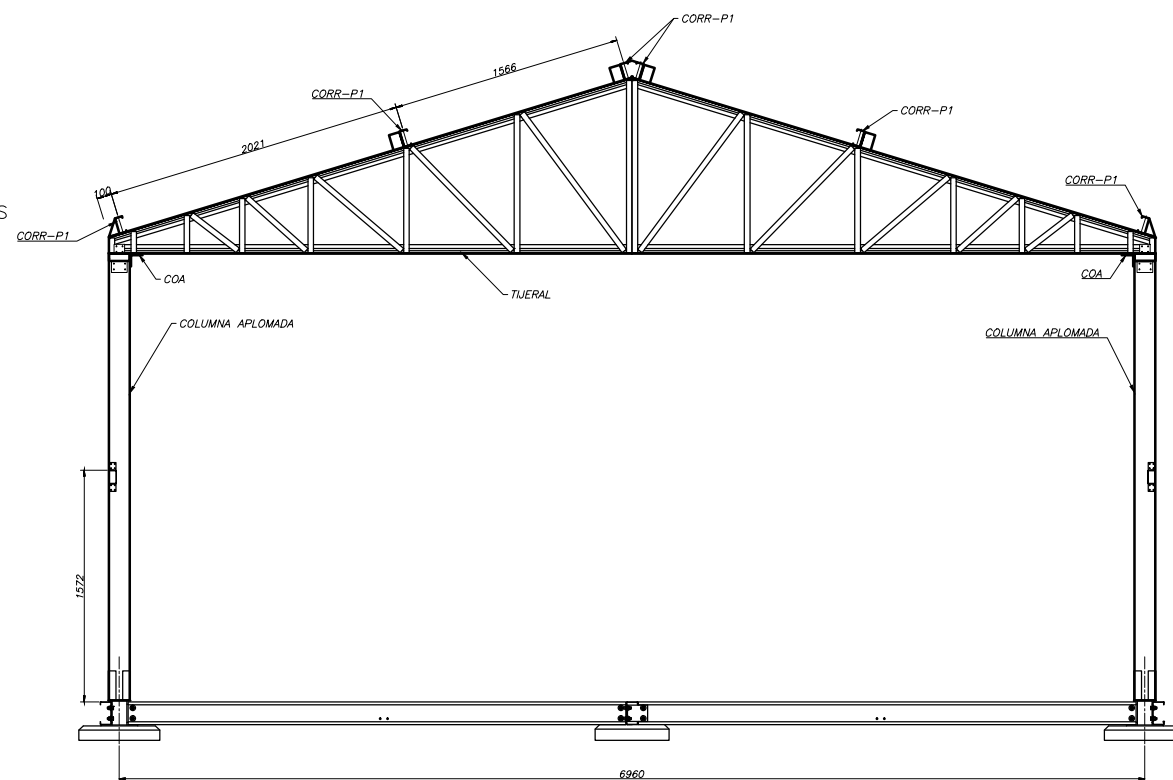 CORR-P1
1566
CORR-P1
CORR-P1
2021
100
CORR-P1
S
CORR-P1
COA
COA
TIJERAL
COLUMNA APLOMADA
COLUMNA APLOMADA
1572
6960